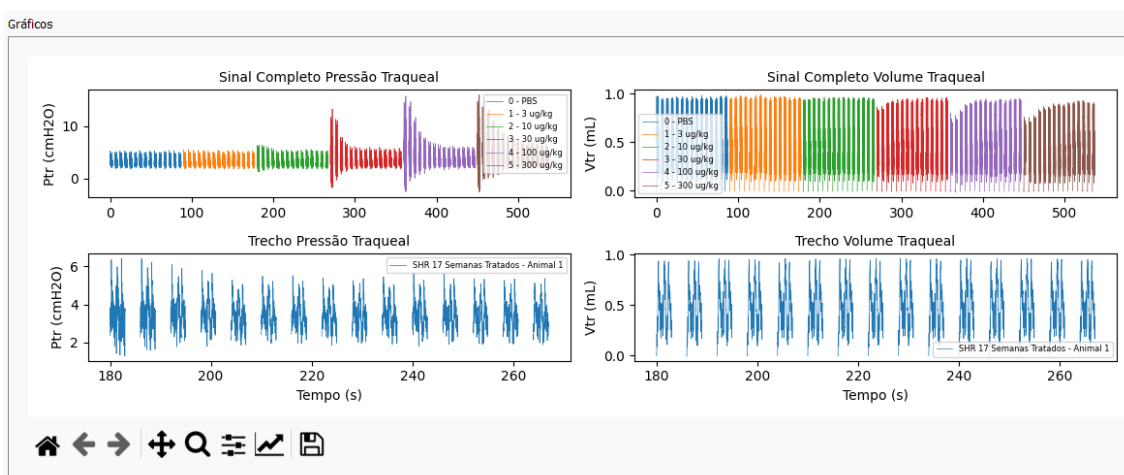 Gráficos
Sinal Completo Pressão Traqueal
Ptr (cmH2O)
10
0
0 - PBS
1 - 3 ug/kg
2 - 10 ug/kg
3 - 30 ug/kg
4 - 100 ug/kg
5 - 300 ug/kg
0 100 200 300 400 500
Sinal Completo Volume Traqueal
Vtr (mL)
1.0
0.5
0.0
0 - PBS
1 - 3 ug/kg
2 - 10 ug/kg
3 - 30 ug/kg
4 - 100 ug/kg
5 - 300 ug/kg
0 100 200 300 400 500
Trecho Pressão Traqueal
Ptr (cmH2O)
6
4
2
SHR 17 Semanas Tratados - Animal 1
180 200 220 240 260
Tempo (s)
Trecho Volume Traqueal
Vtr (mL)
1.0
0.5
0.0
SHR 17 Semanas Tratados - Animal 1
180 200 220 240 260
Tempo (s)